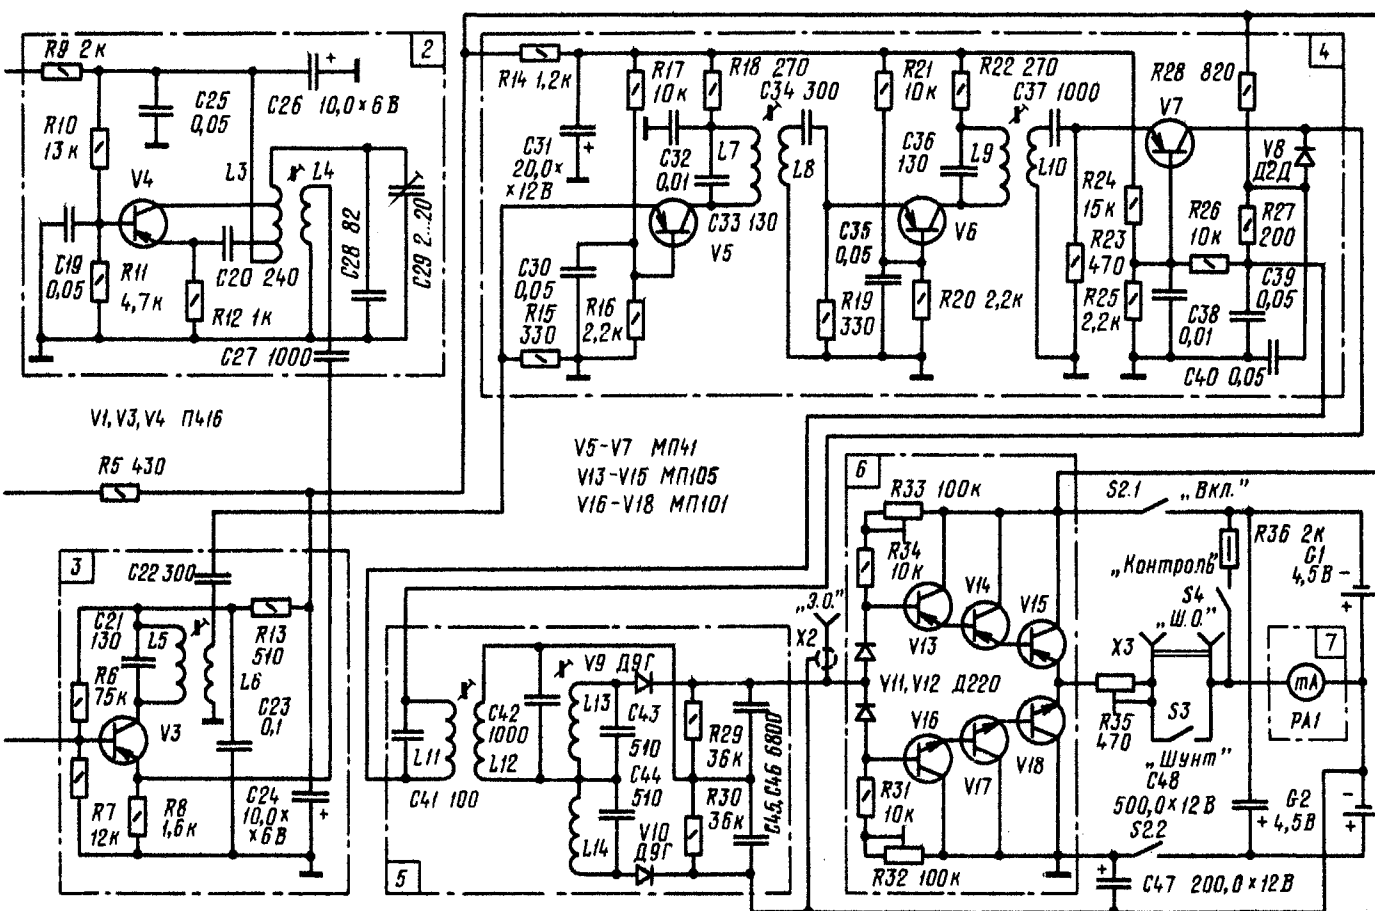 R9 2к
2
C25
0,05
C26
10,0×6В
R10
13к
V4
L3
L4
C19
0,05
R11
4,7к
C20 240
R12 1к
C28 82
C29 2...20
C27 1000
V1, V3, V4 П416
R5 430
4
R14 1,2к
R17
10к
R18 270
C34 300
R21
10к
R22 270
C37 1000
R28 820
V7
C31
20,0×
×12В
C32
0,01
L7
L8
C36
130
L9
L10
V8
Д2Д
C33 130
V5
V6
R24
15к
R26
10к
R27
200
C30
0,05
C35
0,05
R23
470
C39
0,05
R15
330
R16
2,2к
R19
330
R20 2,2к
R25
2,2к
C38
0,01
C40 0,05
V5-V7 МП41
V13-V15 МП105
V16-V18 МП101
3
C22 300
C21
130
L5
R13
510
R6
75к
L6
C23
0,1
V3
R7
12к
R8
1,6к
C24
10,0×
×6В
5
L11
C41 100
C42
1000
L12
V9 Д9Г
L13
C43
510
C44
510
L14
V10
Д9Г
R29
36к
R30
36к
C45, C46 6800
„Э.О."
X2
6
R33 100к
R34
10к
V14
V15
V13
V11, V12 Д220
V16
V17
V18
R31
10к
R32 100к
S2.1
„Вкл."
R36 2к
„Контроль"
S4
G1
4,5В
„Ш.О."
X3
7
mA
PA1
R35
470
S3
„Шунт"
C48
500,0×12В
G2
4,5В
S2.2
C47 200,0×12В